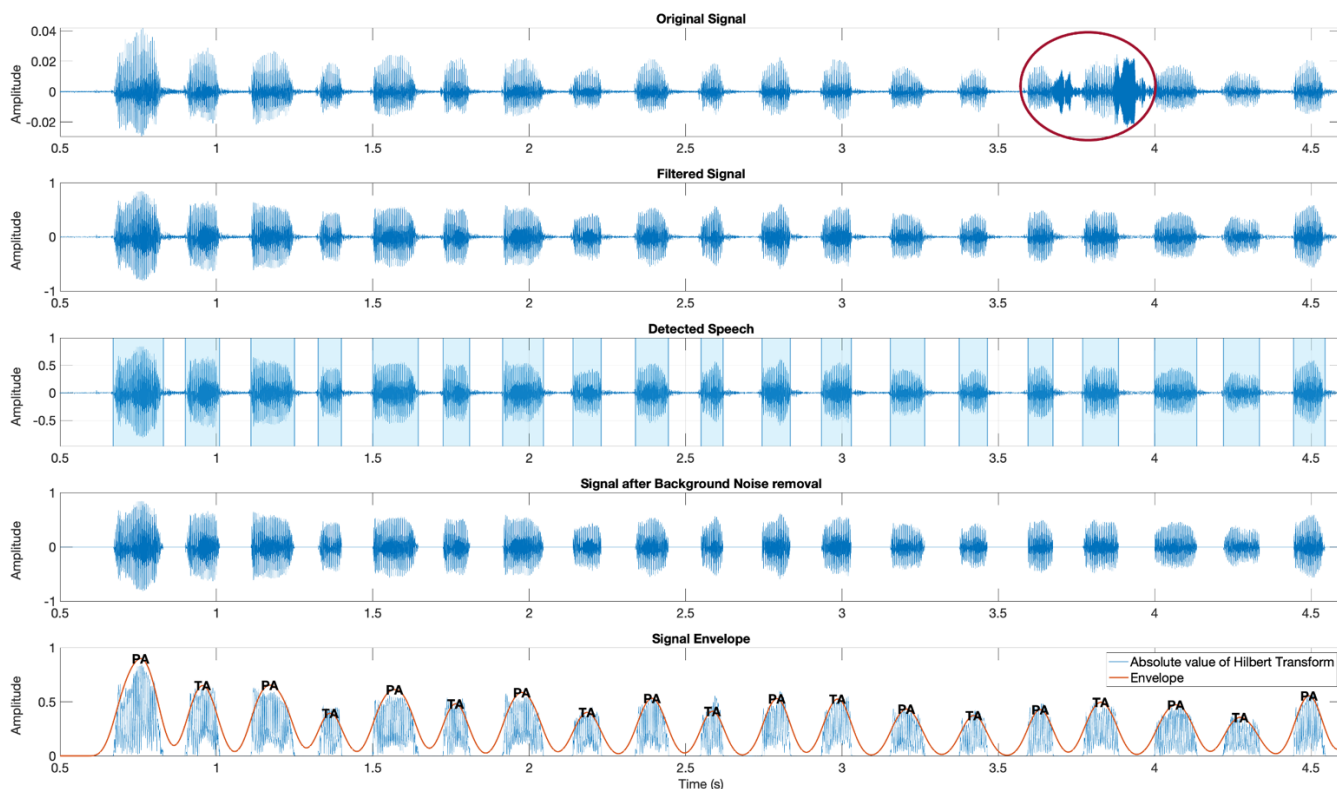 Original Signal
Amplitude
0.04
0.02
0
-0.02
0.5 1 1.5 2 2.5 3 3.5 4 4.5
Filtered Signal
Amplitude
1
0
-1
0.5 1 1.5 2 2.5 3 3.5 4 4.5
Detected Speech
Amplitude
1
0.5
0
-0.5
0.5 1 1.5 2 2.5 3 3.5 4 4.5
Signal after Background Noise removal
Amplitude
1
0
-1
0.5 1 1.5 2 2.5 3 3.5 4 4.5
Signal Envelope
Amplitude
1
0.5
0
Absolute value of Hilbert Transform
Envelope
PA TA PA TA PA TA PA TA PA TA PA TA PA TA PA TA PA TA PA
0.5 1 1.5 2 2.5 3 3.5 4 4.5
Time (s)